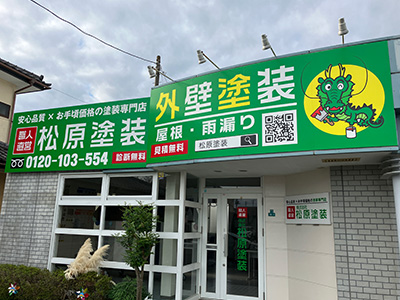 安心品質×お手頃価格の塗装専門店
職人直営 松原塗装
0120-103-554 診断無料
外壁塗装
屋根・雨漏り
見積無料 松原塗装
職人直営 松原塗装
松原塗装